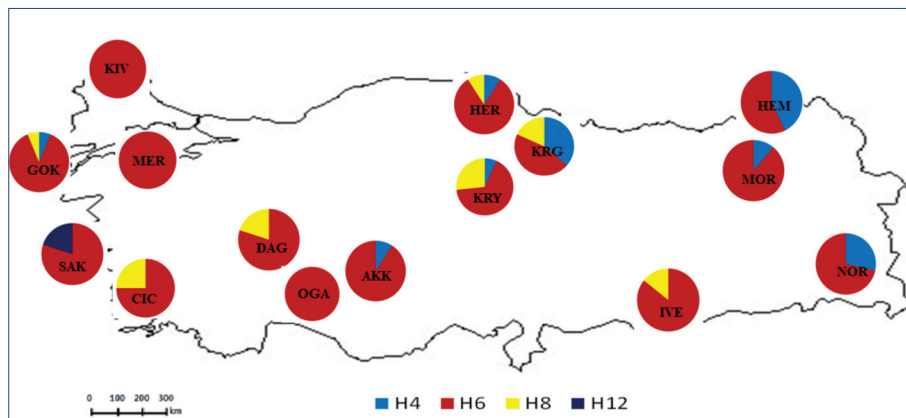 KIV
HER
HEM
KRG
GOK
MER
MOR
KRY
DAG
SAK
AKK
NOR
CIC
OGA
IVE
0 100 200 300
km
H4 H6 H8 H12